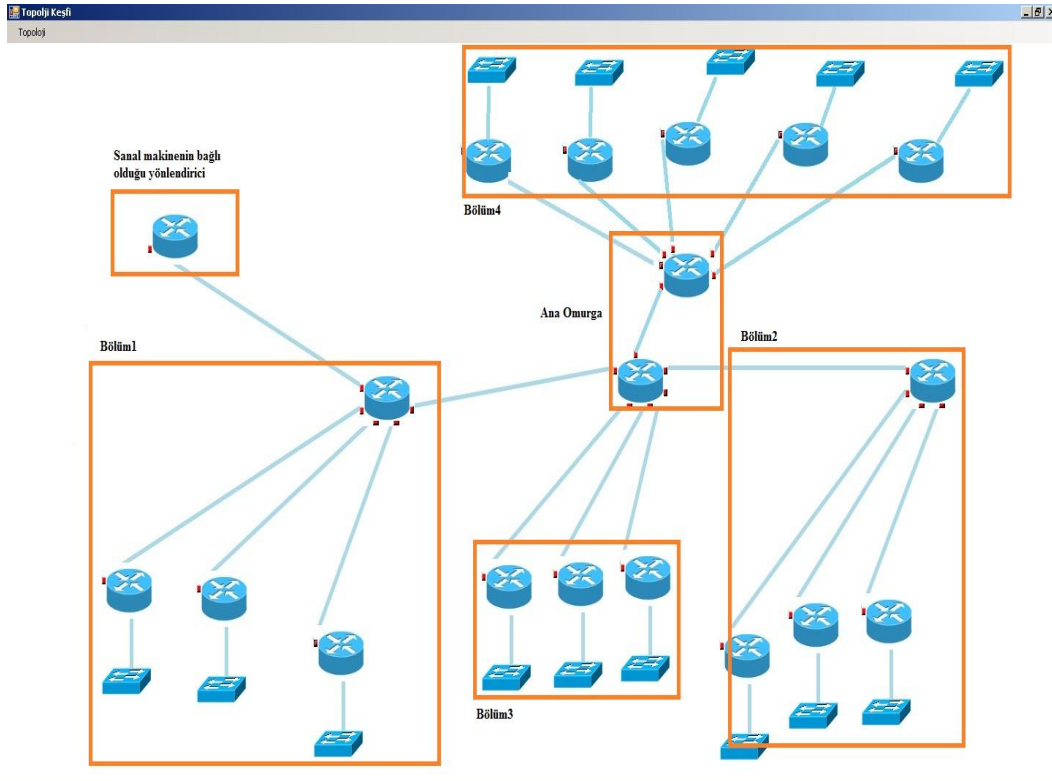 Topolji Keşfi
Topoloji
Sanal makinenin bağlı
olduğu yönlendirici
Bölüm4
Ana Omurga
Bölüm1
Bölüm2
Bölüm3